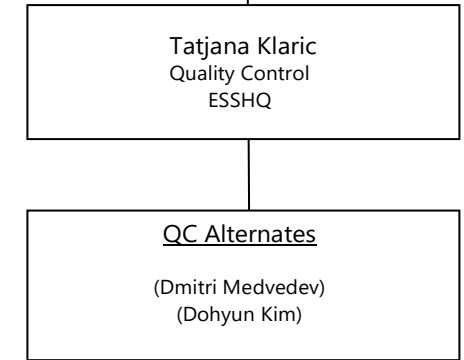 Tatjana Klaric
Quality Control
ESSHQ
QC Alternates
(Dmitri Medvedev)
(Dohyun Kim)